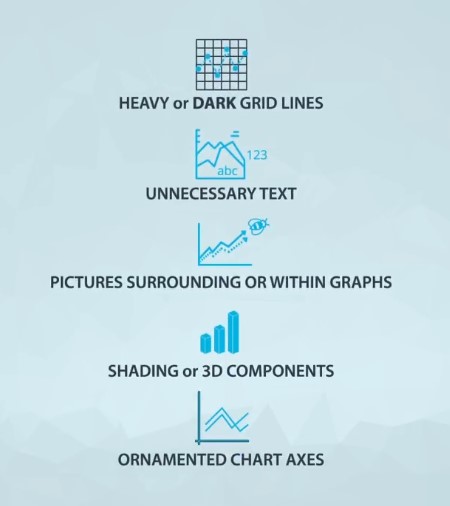 HEAVY or DARK GRID LINES
123
abc
UNNECESSARY TEXT
PICTURES SURROUNDING OR WITHIN GRAPHS
SHADING or 3D COMPONENTS
ORNAMENTED CHART AXES